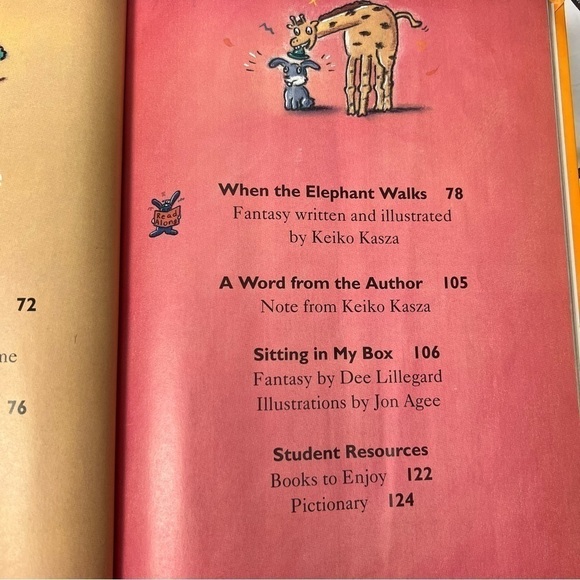 72
me
76
Read
Along
When the Elephant Walks 78
Fantasy written and illustrated
by Keiko Kasza
A Word from the Author 105
Note from Keiko Kasza
Sitting in My Box 106
Fantasy by Dee Lillegard
Illustrations by Jon Agee
Student Resources
Books to Enjoy 122
Pictionary 124